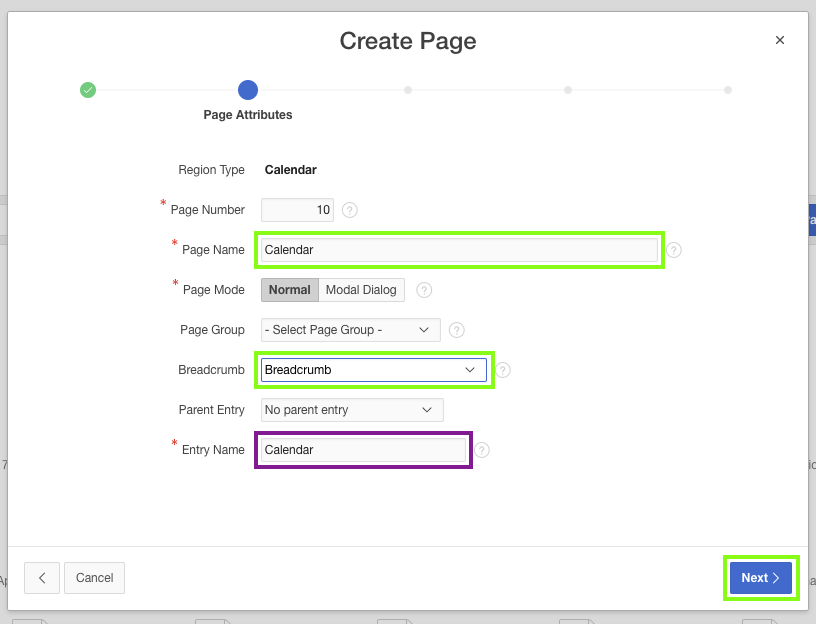 Create Page
Page Attributes
Region Type Calendar
* Page Number 10 ?
* Page Name Calendar ?
* Page Mode Normal Modal Dialog ?
Page Group - Select Page Group - ?
Breadcrumb Breadcrumb ?
Parent Entry No parent entry
* Entry Name Calendar ?
Cancel Next